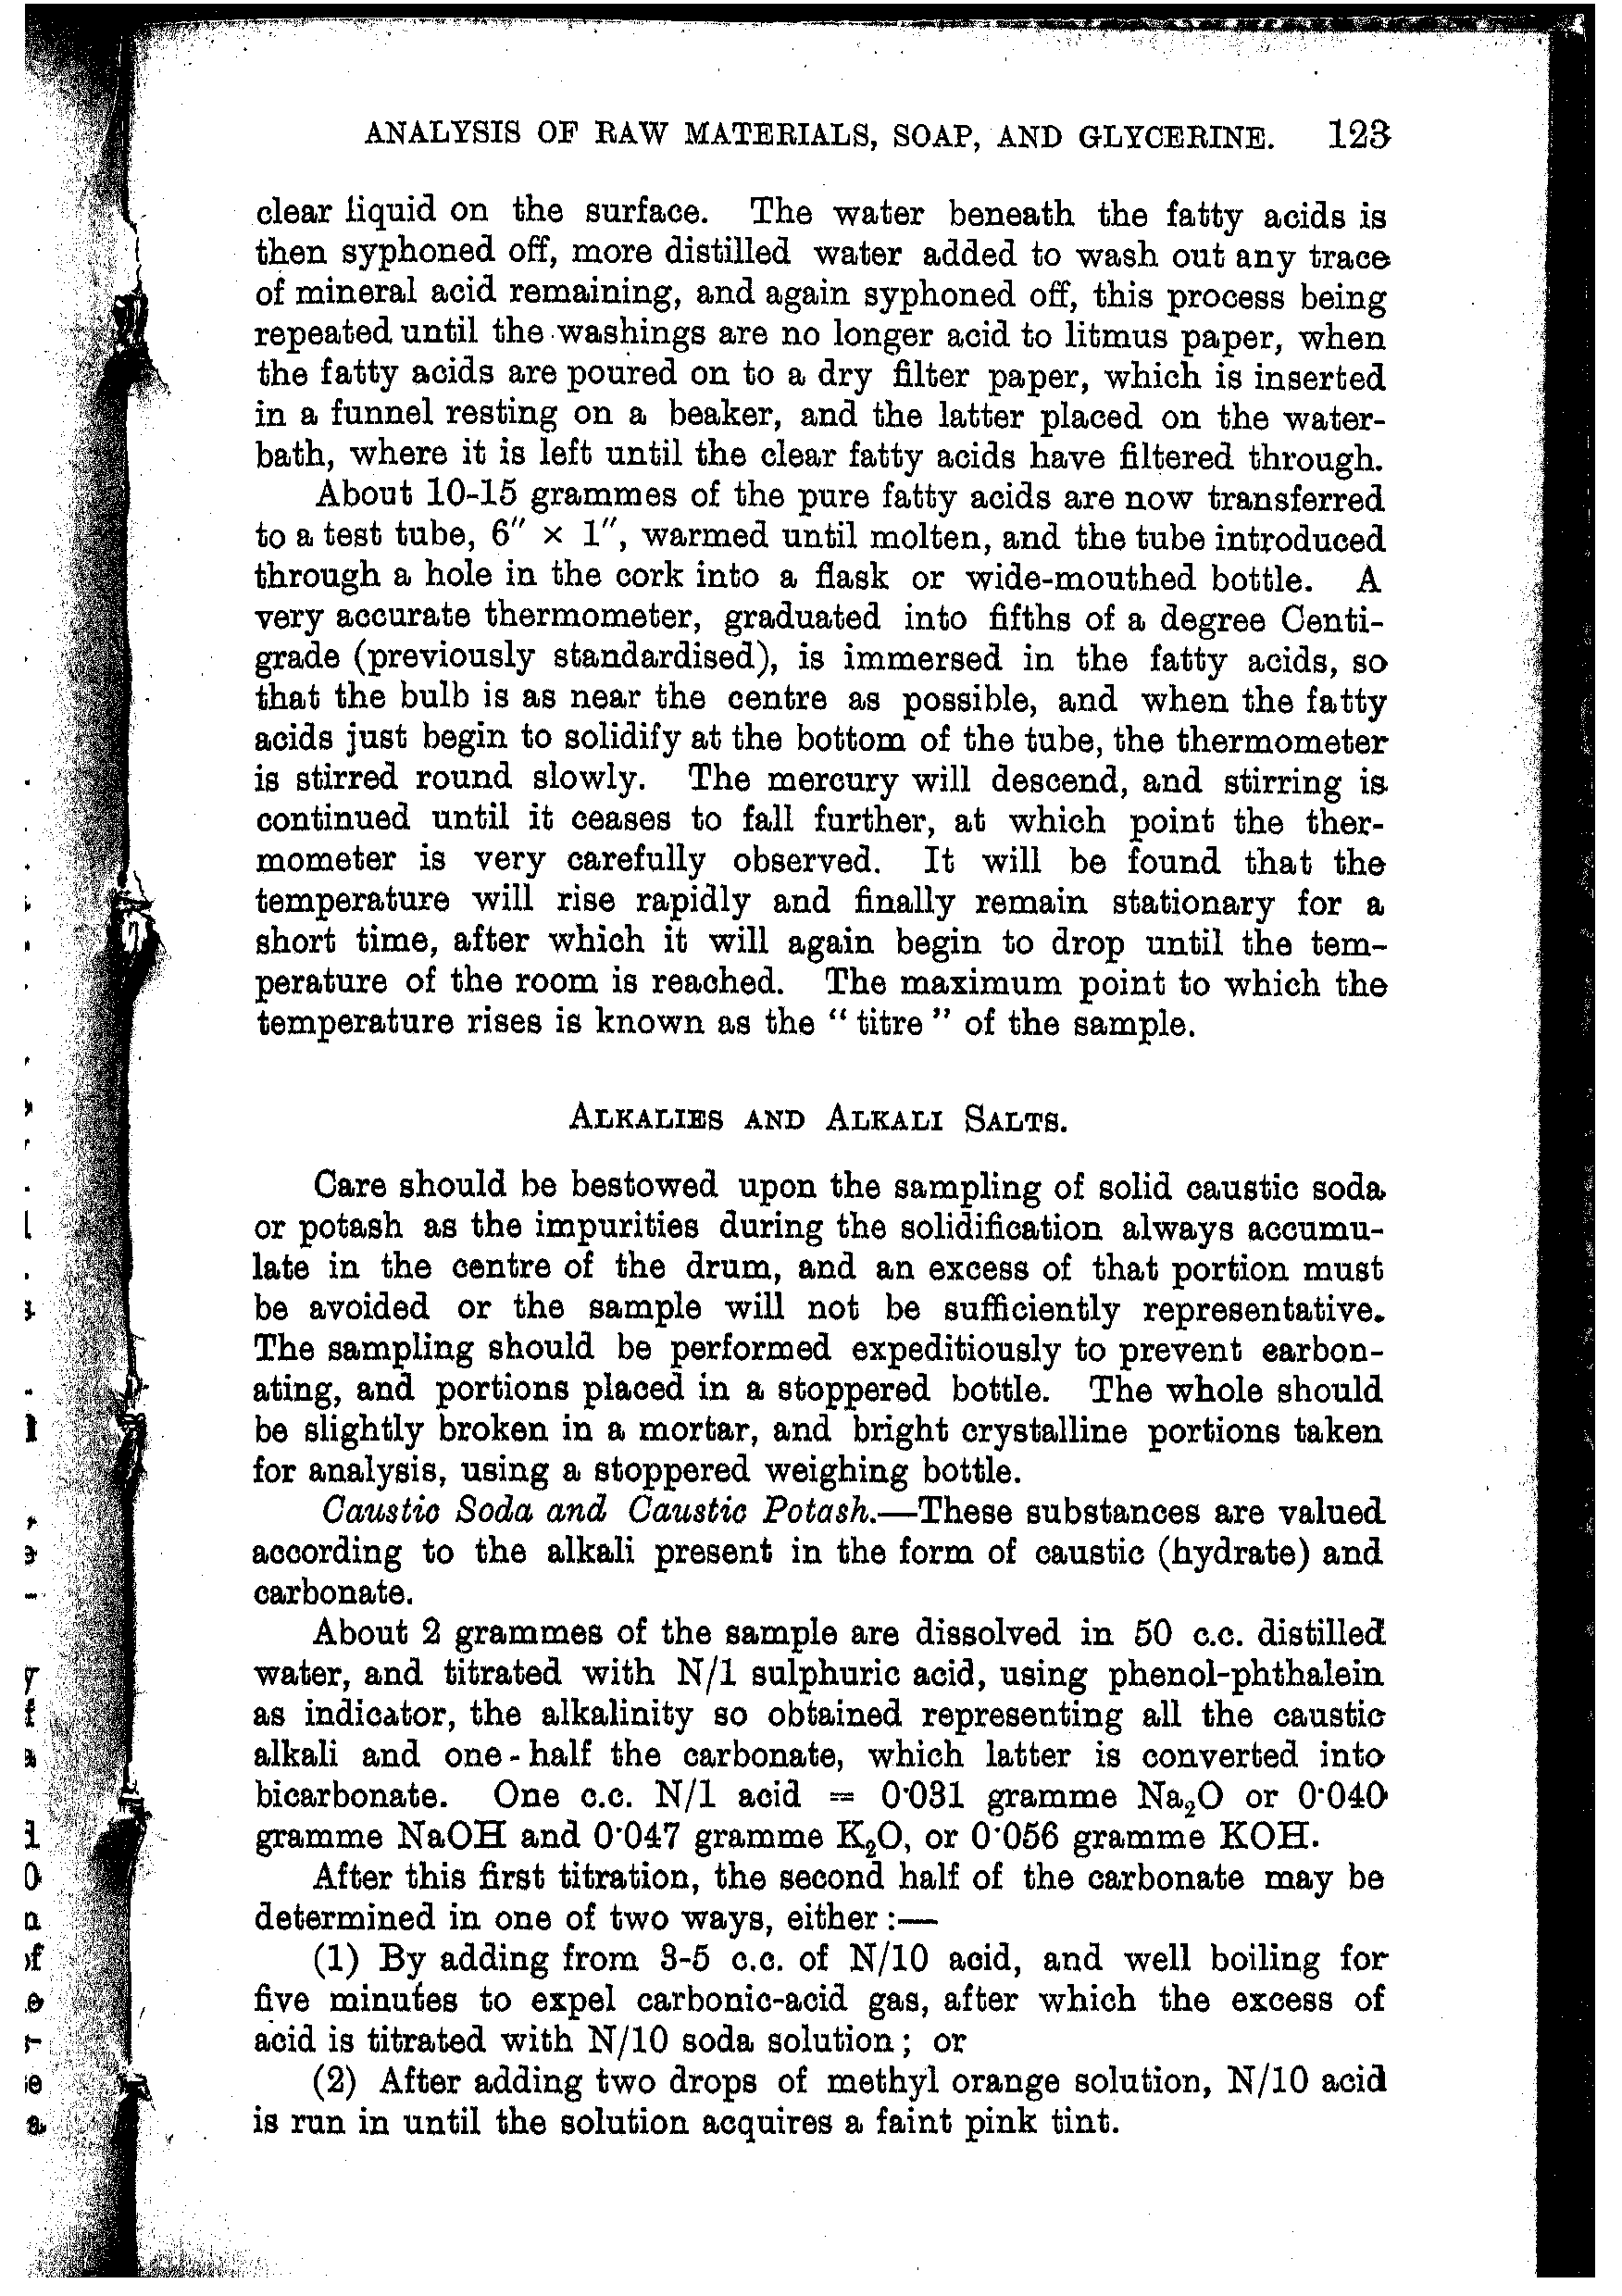 ANALYSIS OF RAW MATERIALS, SOAP, AND GLYCERINE. 123
clear liquid on the surface. The water beneath the fatty acids is
then syphoned off, more distilled water added to wash out any trace
of mineral acid remaining, and again syphoned off, this process being
repeated until the washings are no longer acid to litmus paper, when
the fatty acids are poured on to a dry filter paper, which is inserted
in a funnel resting on a beaker, and the latter placed on the water-
bath, where it is left until the clear fatty acids have filtered through.
About 10-15 grammes of the pure fatty acids are now transferred
to a test tube, 6″ × 1″, warmed until molten, and the tube introduced
through a hole in the cork into a flask or wide-mouthed bottle. A
very accurate thermometer, graduated into fifths of a degree Centi-
grade (previously standardised), is immersed in the fatty acids, so
that the bulb is as near the centre as possible, and when the fatty
acids just begin to solidify at the bottom of the tube, the thermometer
is stirred round slowly. The mercury will descend, and stirring is
continued until it ceases to fall further, at which point the ther-
mometer is very carefully observed. It will be found that the
temperature will rise rapidly and finally remain stationary for a
short time, after which it will again begin to drop until the tem-
perature of the room is reached. The maximum point to which the
temperature rises is known as the “ titre ” of the sample.
ALKALIES AND ALKALI SALTS.
Care should be bestowed upon the sampling of solid caustic soda
or potash as the impurities during the solidification always accumu-
late in the centre of the drum, and an excess of that portion must
be avoided or the sample will not be sufficiently representative.
The sampling should be performed expeditiously to prevent carbon-
ating, and portions placed in a stoppered bottle. The whole should
be slightly broken in a mortar, and bright crystalline portions taken
for analysis, using a stoppered weighing bottle.
Caustic Soda and Caustic Potash.—These substances are valued
according to the alkali present in the form of caustic (hydrate) and
carbonate.
About 2 grammes of the sample are dissolved in 50 c.c. distilled
water, and titrated with N/1 sulphuric acid, using phenol-phthalein
as indicator, the alkalinity so obtained representing all the caustic
alkali and one-half the carbonate, which latter is converted into
bicarbonate. One c.c. N/1 acid = 0·031 gramme Na₂O or 0·040
gramme NaOH and 0·047 gramme K₂O, or 0·056 gramme KOH.
After this first titration, the second half of the carbonate may be
determined in one of two ways, either :—
(1) By adding from 3-5 c.c. of N/10 acid, and well boiling for
five minutes to expel carbonic-acid gas, after which the excess of
acid is titrated with N/10 soda solution; or
(2) After adding two drops of methyl orange solution, N/10 acid
is run in until the solution acquires a faint pink tint.